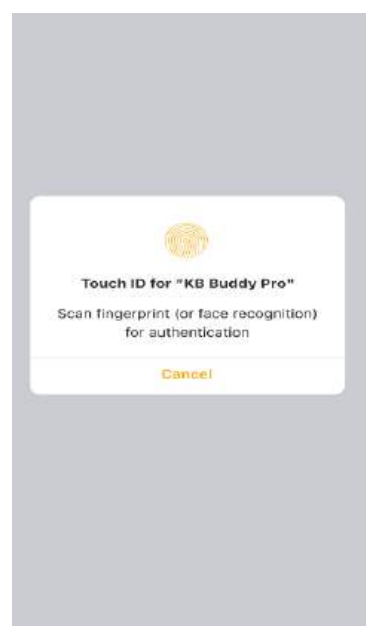 Touch ID for "KB Buddy Pro"
Scan fingerprint (or face recognition)
for authentication
Cancel